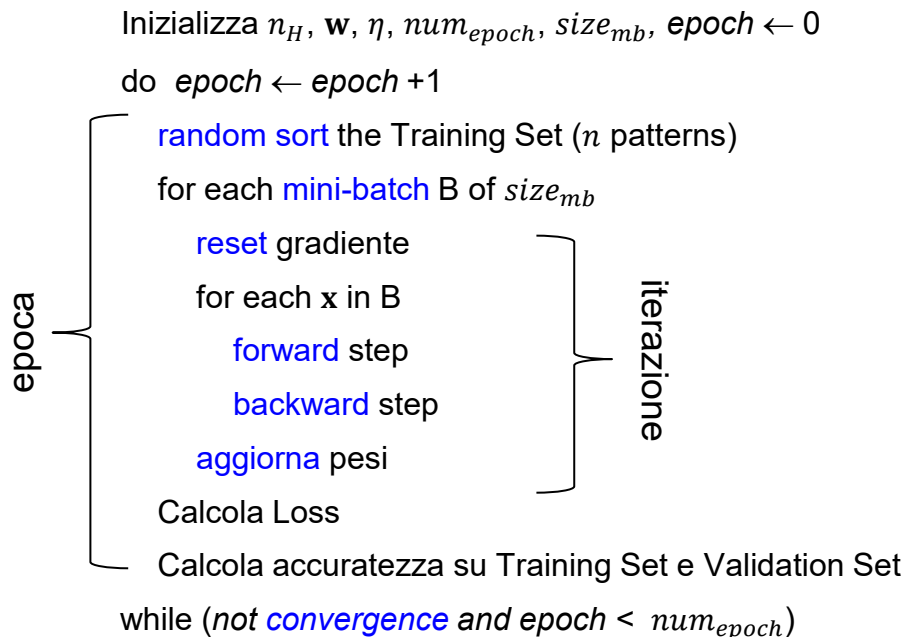 Inizializza n_H, w, η, num_epoch, size_mb, epoch ← 0
do epoch ← epoch +1
random sort the Training Set (n patterns)
for each mini-batch B of size_mb
reset gradiente
for each x in B
forward step
backward step
aggiorna pesi
Calcola Loss
Calcola accuratezza su Training Set e Validation Set
while (not convergence and epoch < num_epoch)
epoca
iterazione